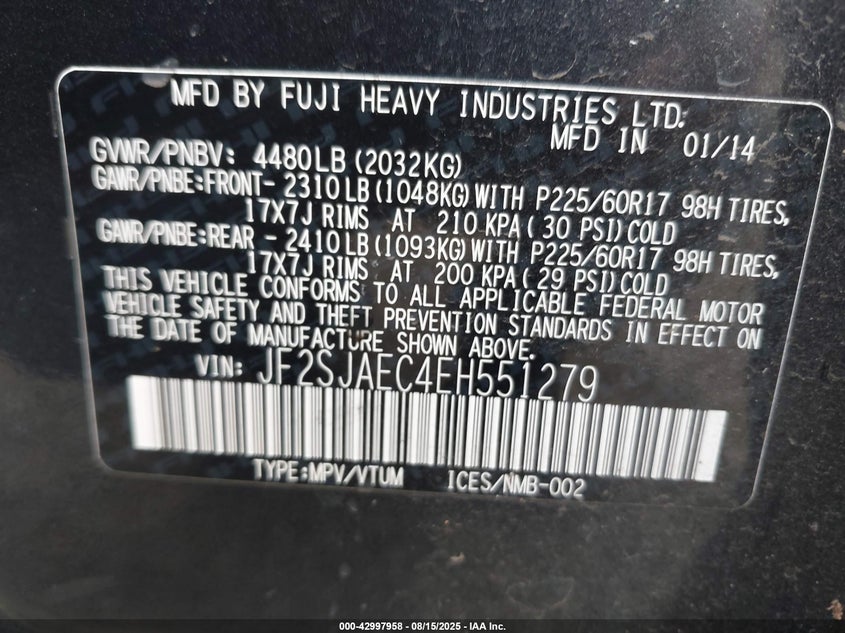 MFD BY FUJI HEAVY INDUSTRIES LTD.
MFD IN 01/14
GVWR/PNBV: 4480LB (2032KG)
GAWR/PNBE:FRONT- 2310LB (1048KG) WITH P225/60R17 98H TIRES,
17X7J RIMS AT 210 KPA ( 30 PSI) COLD
GAWR/PNBE:REAR - 2410LB (1093KG) WITH P225/60R17 98H TIRES,
17X7J RIMS AT 200 KPA ( 29 PSI) COLD
THIS VEHICLE CONFORMS TO ALL APPLICABLE FEDERAL MOTOR
VEHICLE SAFETY AND THEFT PREVENTION STANDARDS IN EFFECT ON
THE DATE OF MANUFACTURE SHOWN ABOVE.
VIN: JF2SJAEC4EH551279
TYPE:MPV/VTUM ICES/NMB-002
000-42997958 - 08/15/2025 - IAA Inc.